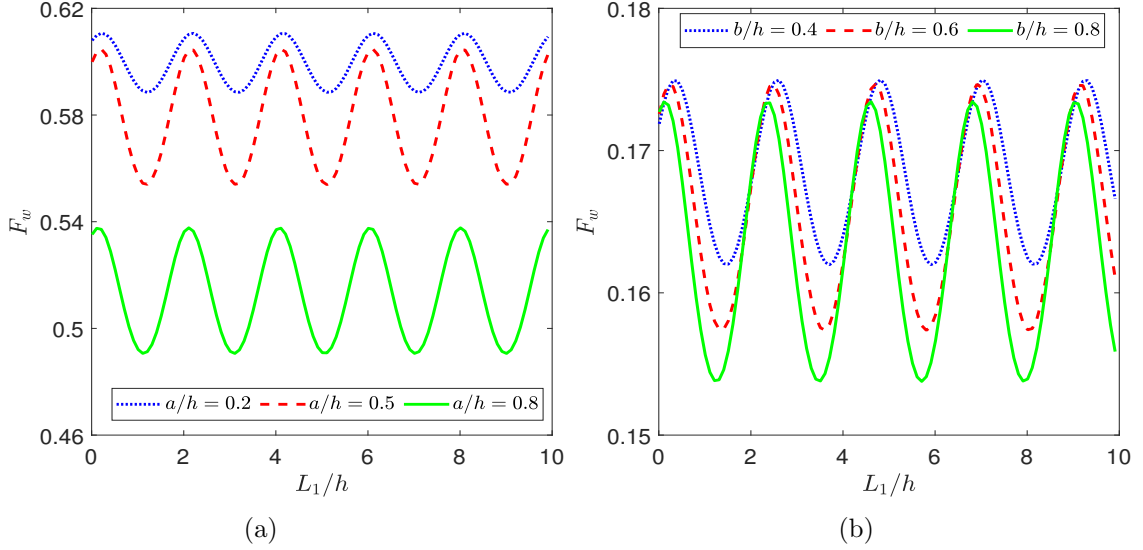 0.62
0.58
0.54
0.5
0.46
F_w
0 2 4 6 8 10
L_1/h
a/h = 0.2 a/h = 0.5 a/h = 0.8
(a)
0.18
0.17
0.16
0.15
F_w
0 2 4 6 8 10
L_1/h
b/h = 0.4 b/h = 0.6 b/h = 0.8
(b)